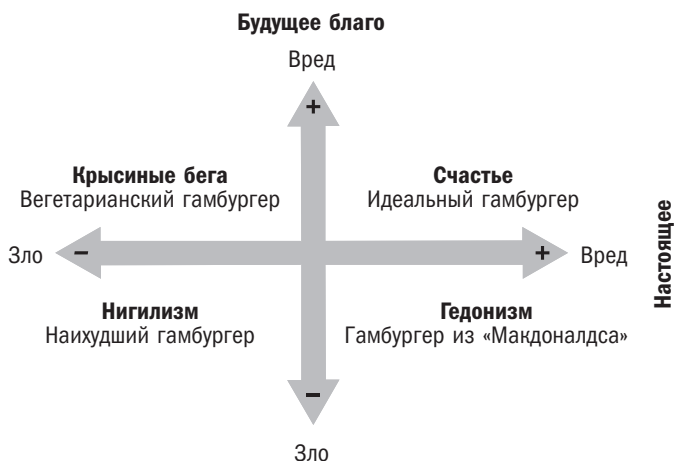 Будущее благо
Вред
+
Крысиные бега
Вегетарианский гамбургер
Счастье
Идеальный гамбургер
Зло
−
+
Вред
Настоящее
Нигилизм
Наихудший гамбургер
Гедонизм
Гамбургер из «Макдоналдса»
−
Зло